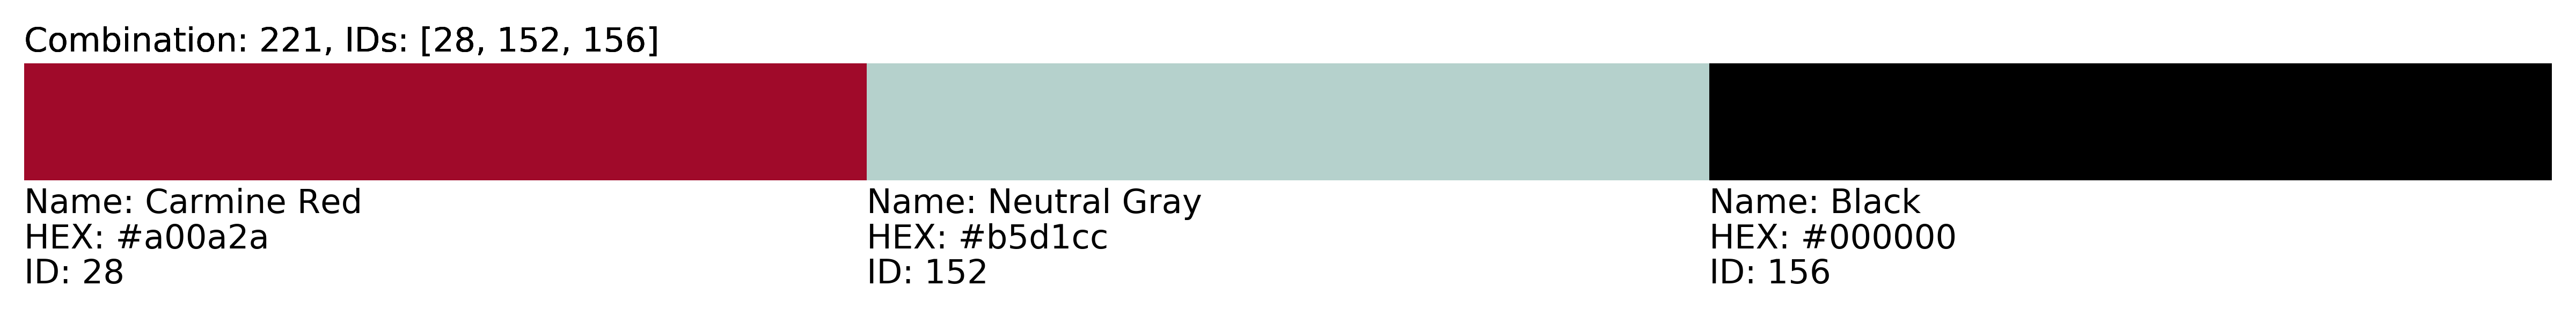 Combination: 221, IDs: [28, 152, 156]
Name: Carmine Red
HEX: #a00a2a
ID: 28
Name: Neutral Gray
HEX: #b5d1cc
ID: 152
Name: Black
HEX: #000000
ID: 156